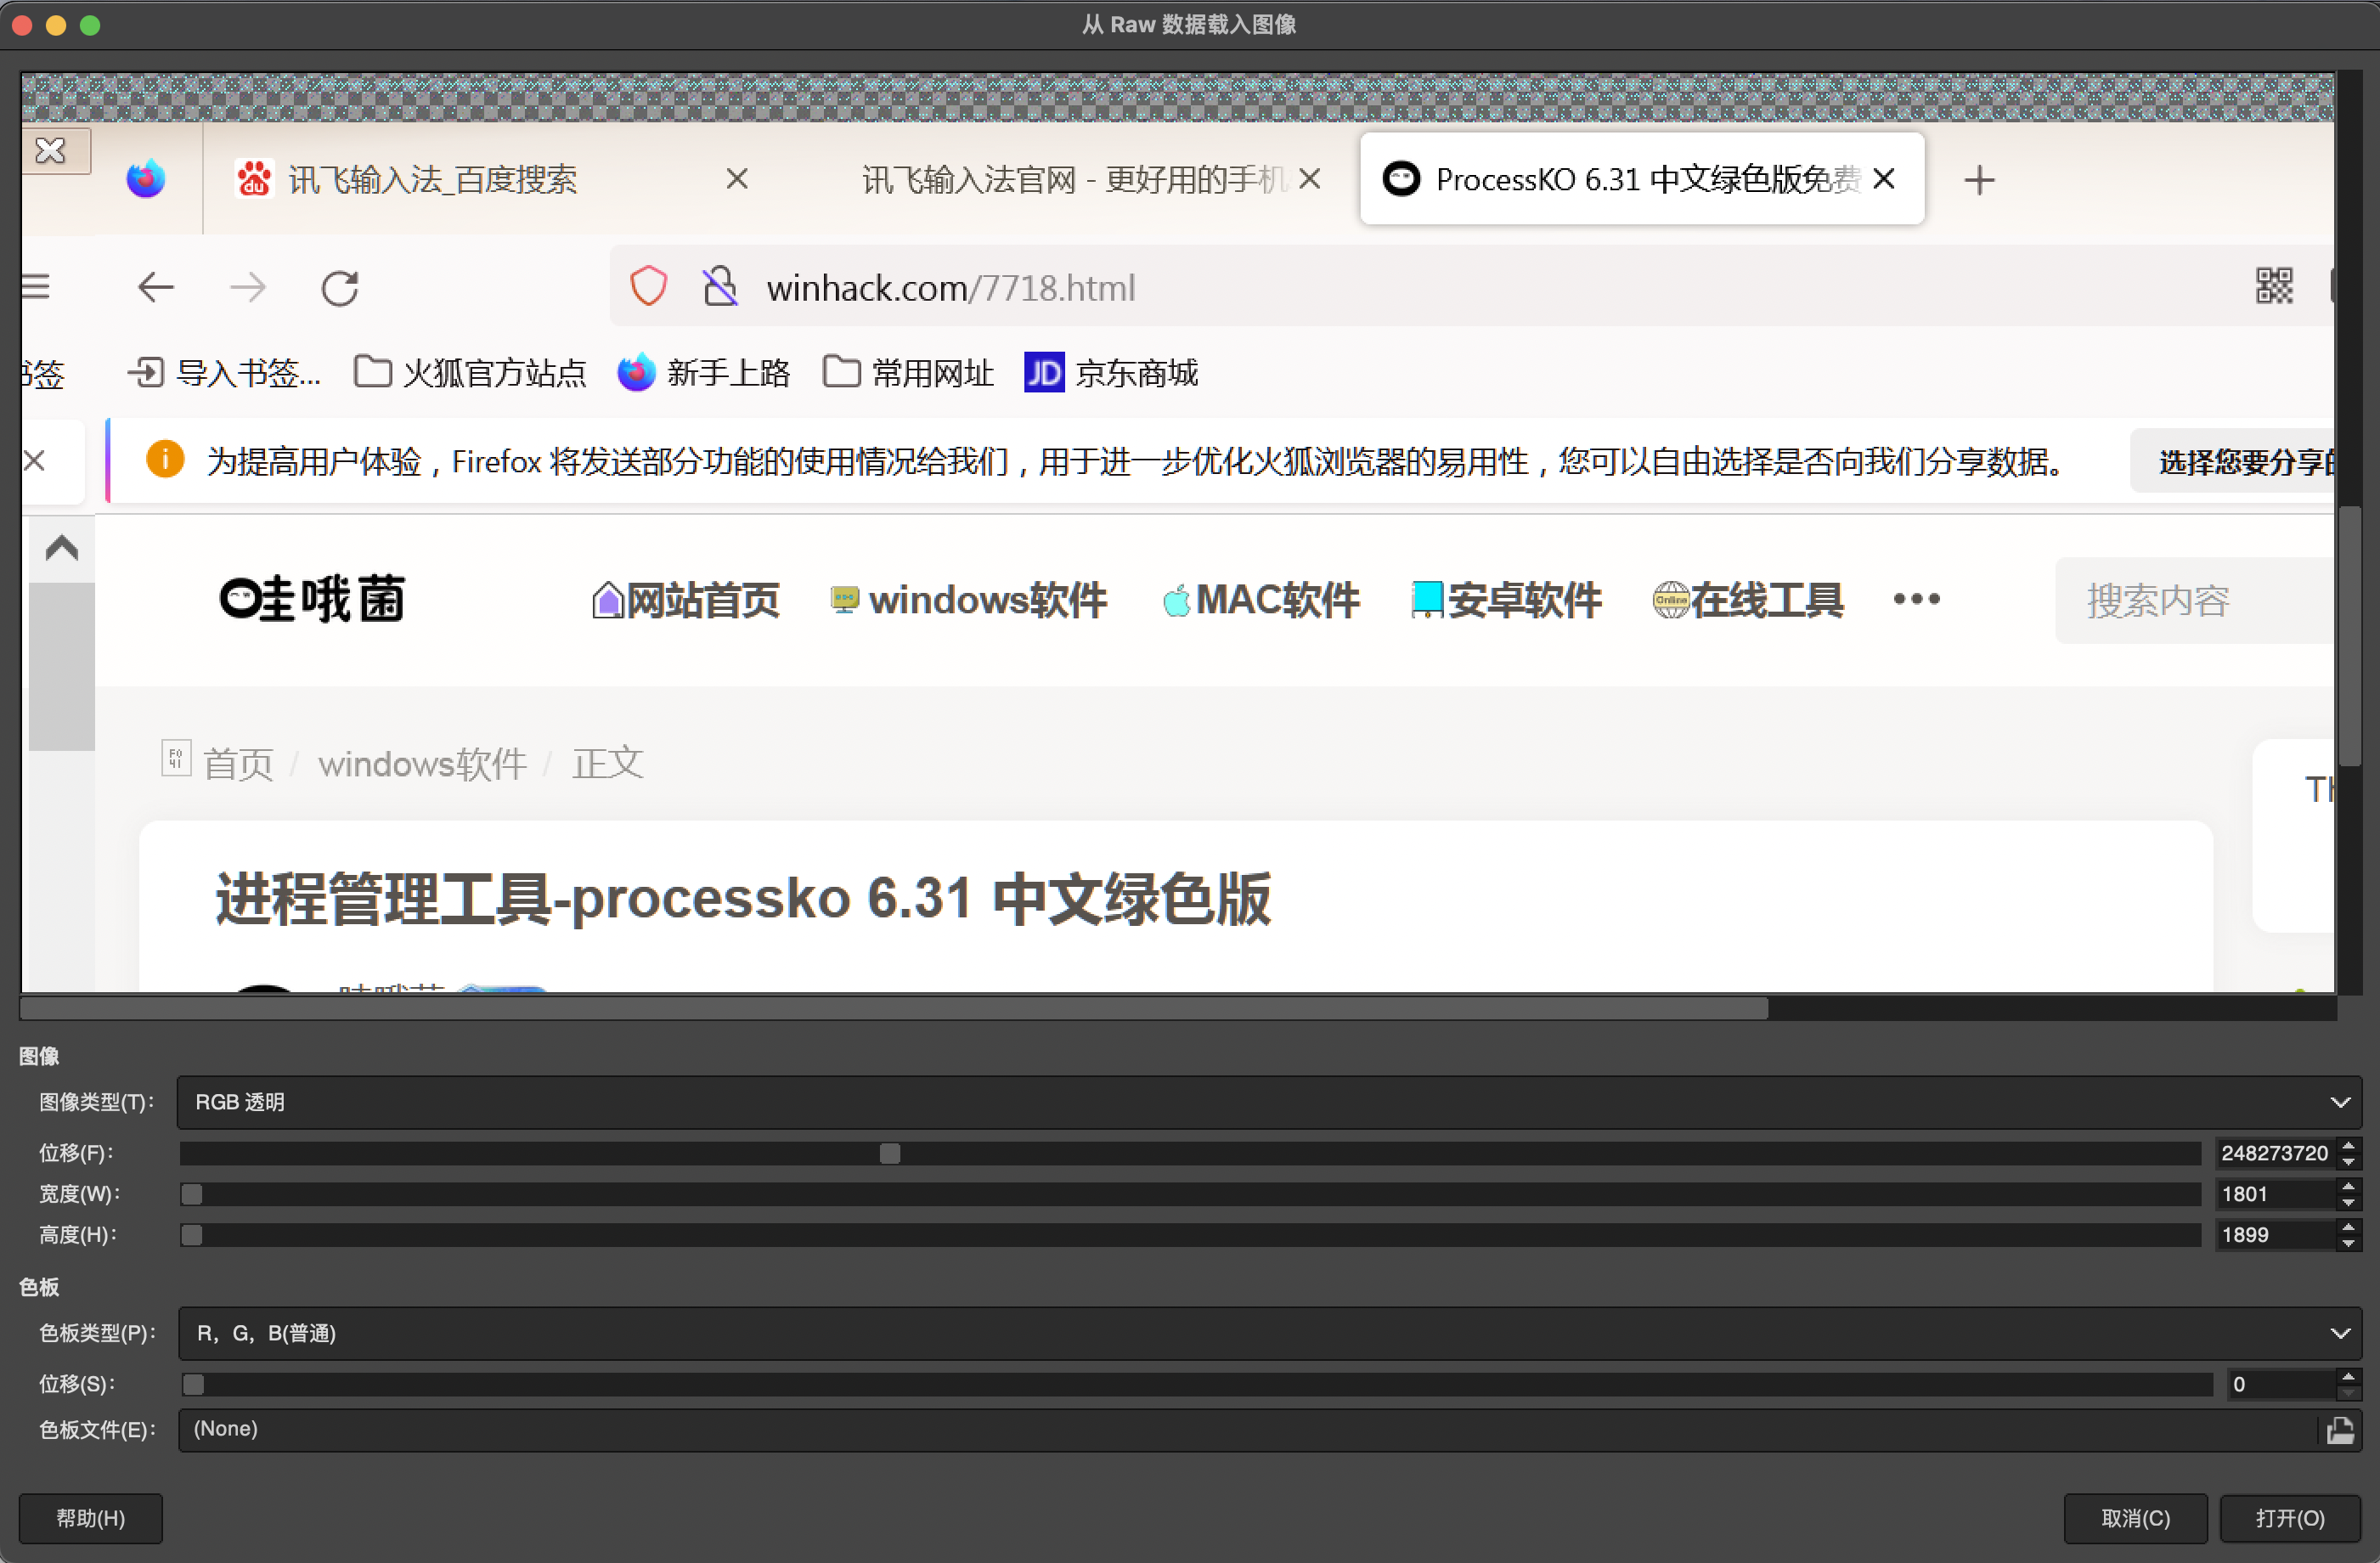 从 Raw 数据载入图像
讯飞输入法_百度搜索
讯飞输入法官网 - 更好用的手机
ProcessKO 6.31 中文绿色版免费
winhack.com/7718.html
书签
导入书签...
火狐官方站点
新手上路
常用网址
JD 京东商城
为提高用户体验，Firefox 将发送部分功能的使用情况给我们，用于进一步优化火狐浏览器的易用性，您可以自由选择是否向我们分享数据。
选择您要分享的
哇哦菌
网站首页
windows软件
MAC软件
安卓软件
Online 在线工具
•••
搜索内容
首页 / windows软件 / 正文
Th
进程管理工具-processko 6.31 中文绿色版
哇哦菌
图像
图像类型(T)： RGB 透明
位移(F)： 248273720
宽度(W)： 1801
高度(H)： 1899
色板
色板类型(P)： R，G，B(普通)
位移(S)： 0
色板文件(E)： (None)
帮助(H)
取消(C)
打开(O)